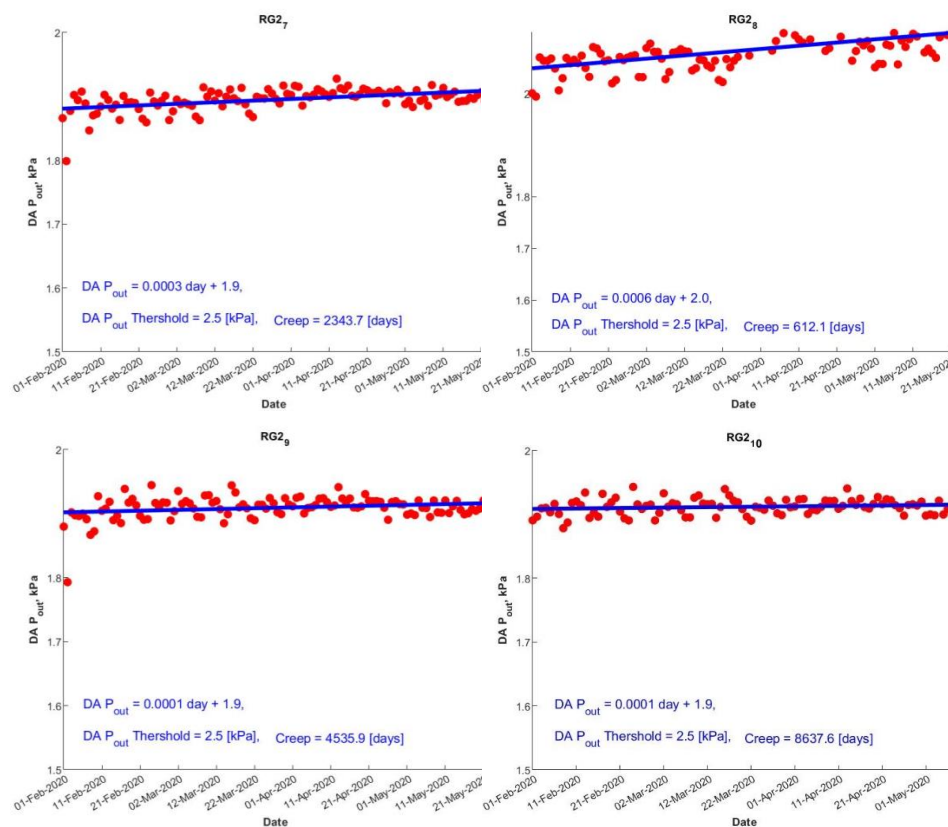 RG2_7
2
1.8
1.7
1.6
1.5
DA P_out, kPa
DA P_out = 0.0003 day + 1.9,
DA P_out Thershold = 2.5 [kPa], Creep = 2343.7 [days]
01-Feb-2020 11-Feb-2020 21-Feb-2020 02-Mar-2020 12-Mar-2020 22-Mar-2020 01-Apr-2020 11-Apr-2020 21-Apr-2020 01-May-2020 11-May-2020 21-May-2020
Date
RG2_8
2
1.8
1.7
1.6
1.5
DA P_out, kPa
DA P_out = 0.0006 day + 2.0,
DA P_out Thershold = 2.5 [kPa], Creep = 612.1 [days]
01-Feb-2020 11-Feb-2020 21-Feb-2020 02-Mar-2020 12-Mar-2020 22-Mar-2020 01-Apr-2020 11-Apr-2020 21-Apr-2020 01-May-2020 11-May-2020 21-May-2020
Date
RG2_9
2
1.8
1.7
1.6
1.5
DA P_out, kPa
DA P_out = 0.0001 day + 1.9,
DA P_out Thershold = 2.5 [kPa], Creep = 4535.9 [days]
01-Feb-2020 11-Feb-2020 21-Feb-2020 02-Mar-2020 12-Mar-2020 22-Mar-2020 01-Apr-2020 11-Apr-2020 21-Apr-2020 01-May-2020 11-May-2020 21-May-2020
Date
RG2_10
2
1.8
1.7
1.6
1.5
DA P_out, kPa
DA P_out = 0.0001 day + 1.9,
DA P_out Thershold = 2.5 [kPa], Creep = 8637.6 [days]
01-Feb-2020 11-Feb-2020 21-Feb-2020 02-Mar-2020 12-Mar-2020 22-Mar-2020 01-Apr-2020 11-Apr-2020 21-Apr-2020 01-May-2020
Date